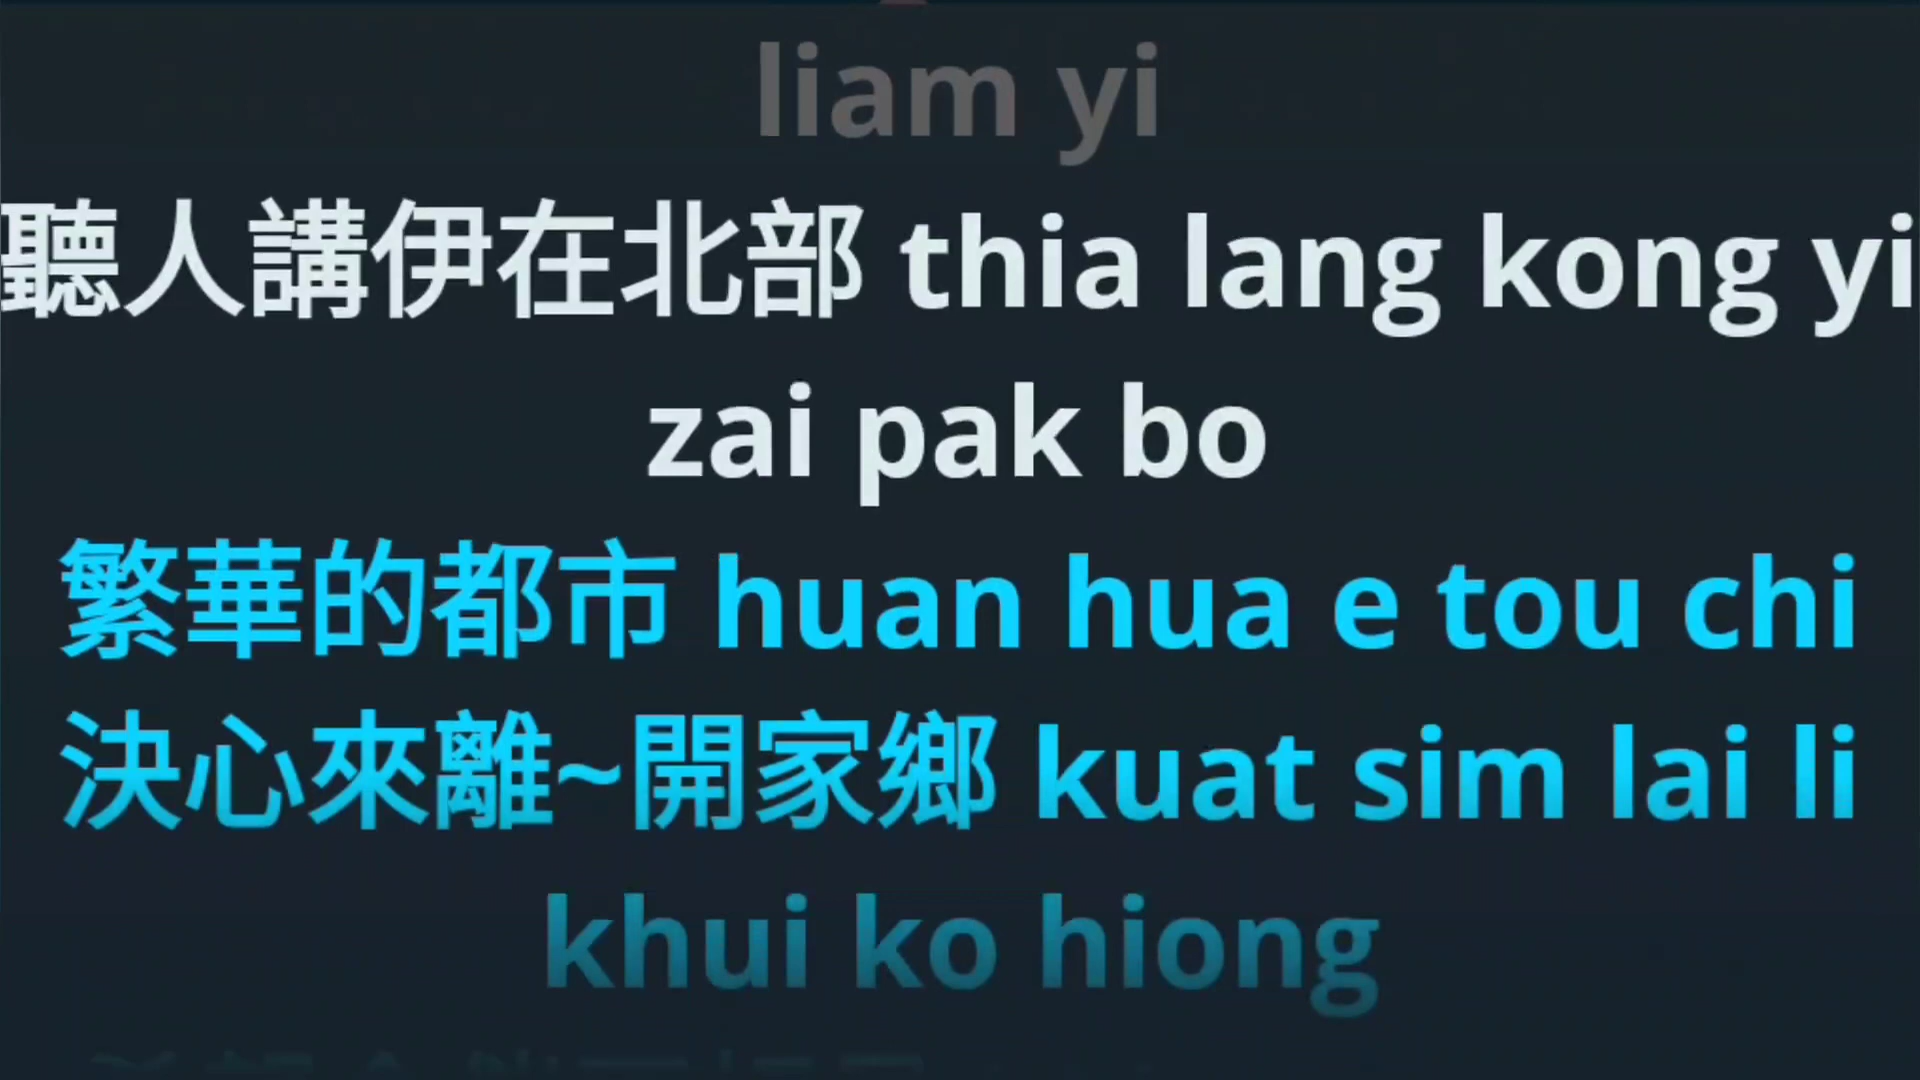 liam yi
聽人講伊在北部 thia lang kong yi
zai pak bo
繁華的都市 huan hua e tou chi
決心來離~開家鄉 kuat sim lai li
khui ko hiong